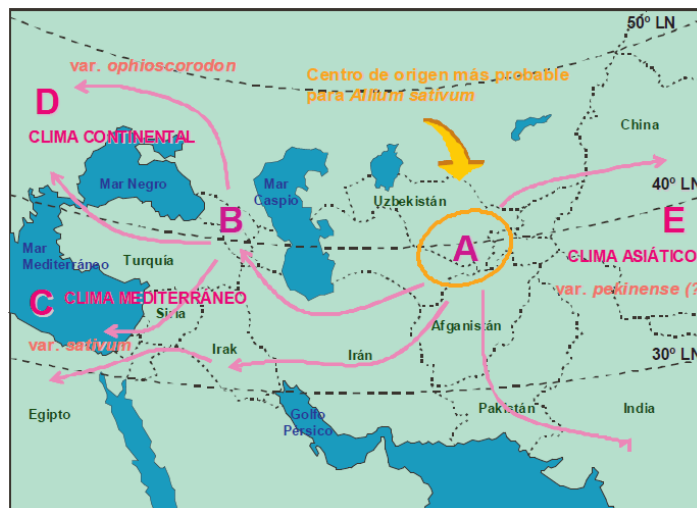 50º LN
var. ophioscorodon
Centro de origen más probable
para Allium sativum
D
China
CLIMA CONTINENTAL
Mar Negro
Mar
Caspio
Uzbekistán
40º LN
B
A
E
Mar
Mediterráneo
Turquía
CLIMA ASIÁTICO
C
CLIMA MEDITERRÁNEO
var. pekinense (?
Siria
Afganistán
var. sativum
Irak
Irán
30º LN
Egipto
Golfo
Pérsico
Pakistán
India